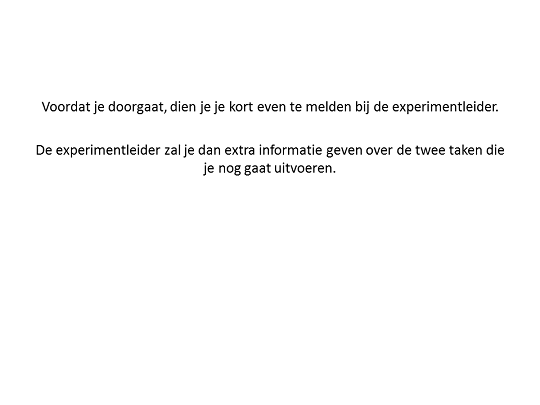 Voordat je doorgaat, dien je je kort even te melden bij de experimentleider.
De experimentleider zal je dan extra informatie geven over de twee taken die
je nog gaat uitvoeren.